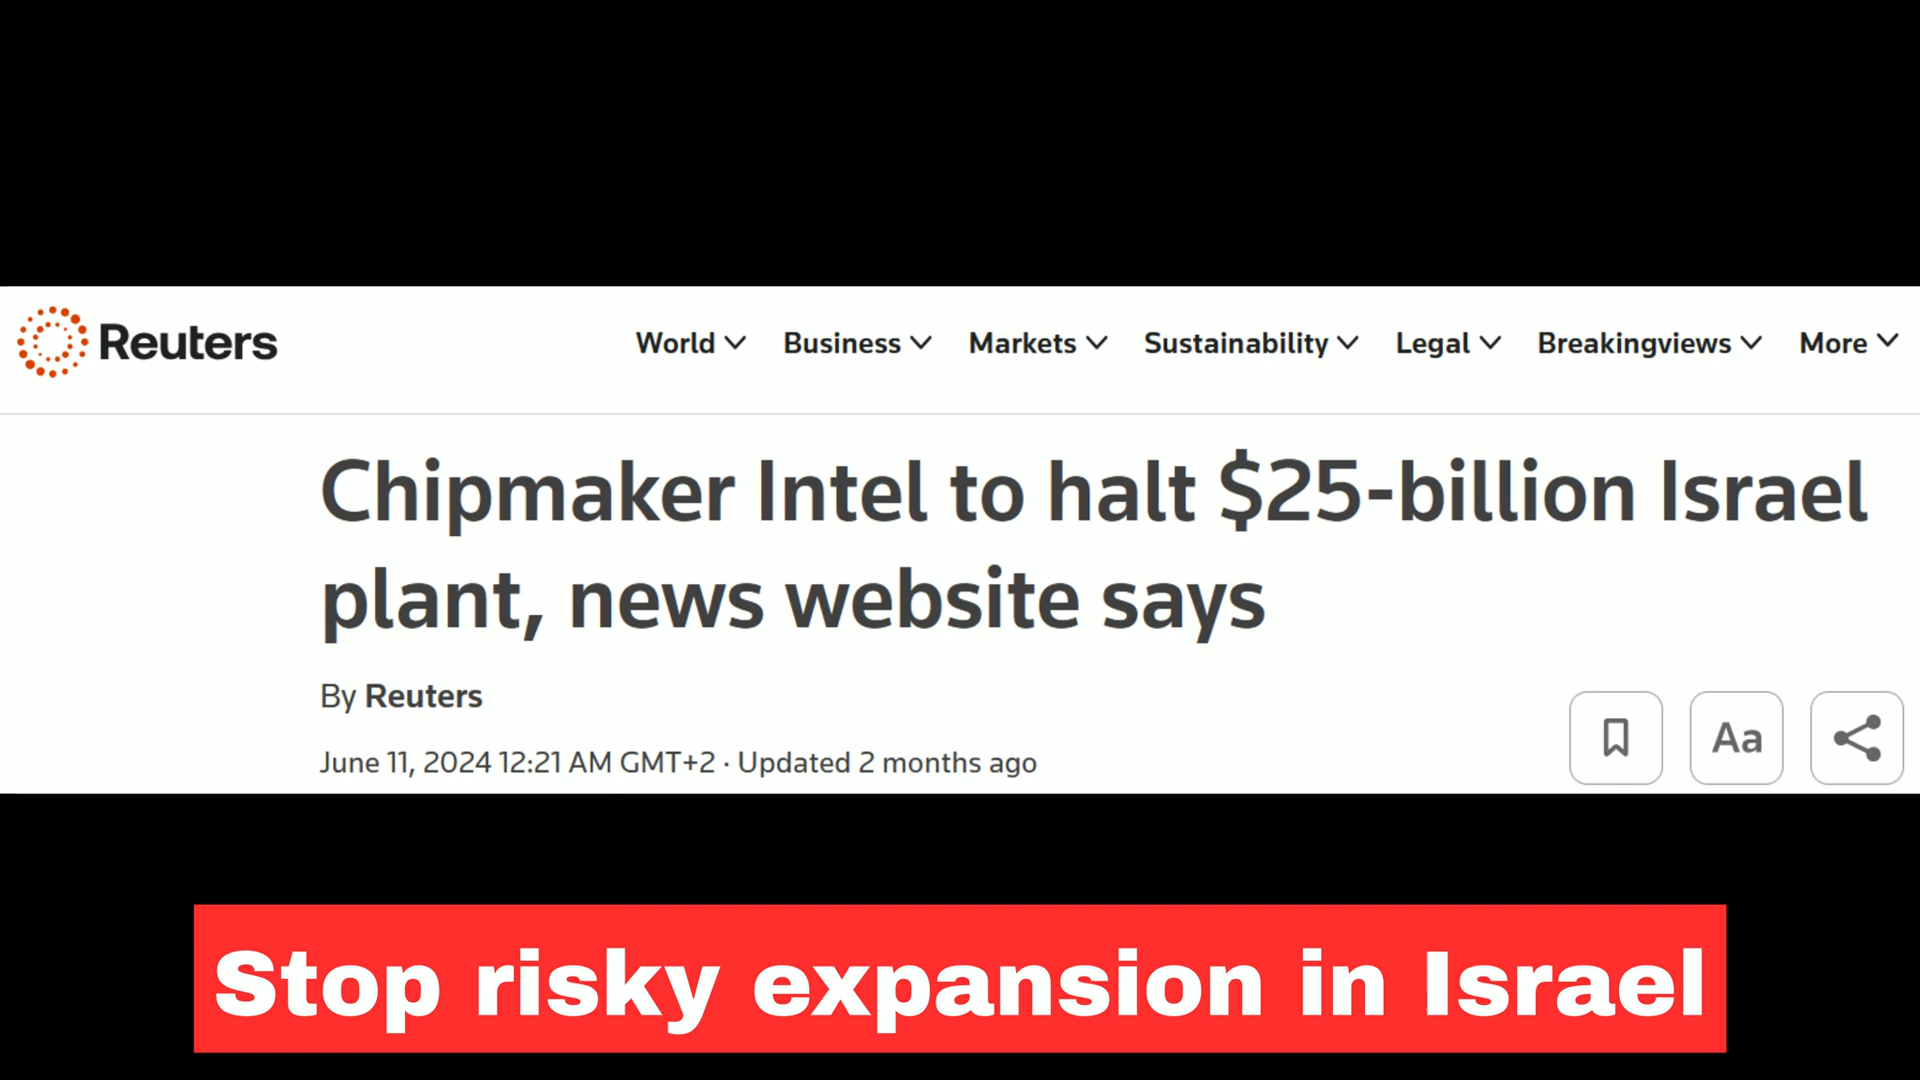 Reuters
World Business Markets Sustainability Legal Breakingviews More
Chipmaker Intel to halt $25-billion Israel
plant, news website says
By Reuters
June 11, 2024 12:21 AM GMT+2 · Updated 2 months ago
Aa
Stop risky expansion in Israel